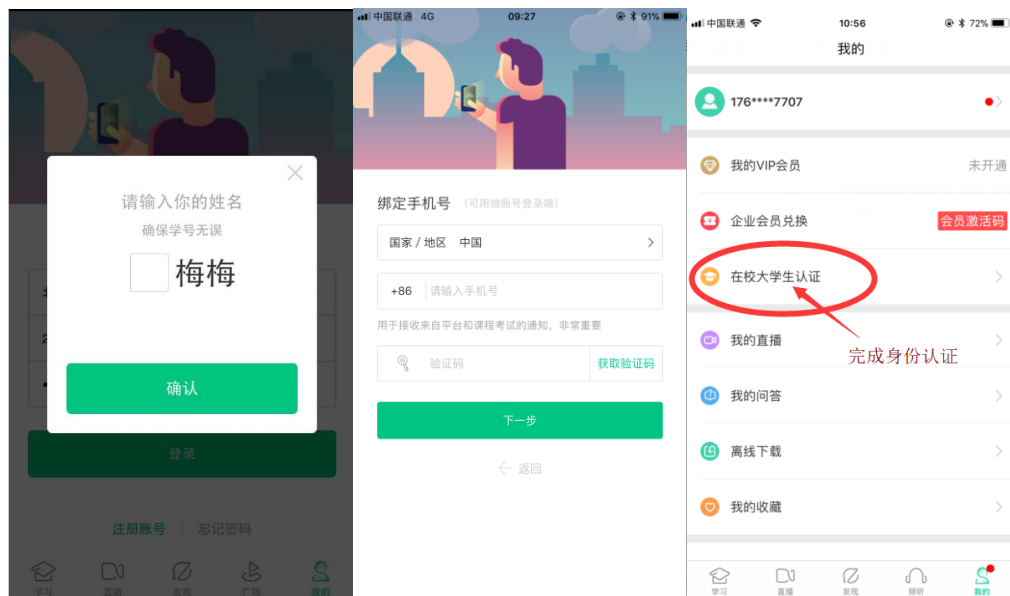 请输入你的姓名
确保学号无误
梅梅
确认
登录
注册账号 | 忘记密码
学习 直播 发现 广场 我的
中国联通 4G 09:27 91%
绑定手机号 (可用做账号登录哦)
国家 / 地区 中国
+86 请输入手机号
用于接收来自平台和课程考试的通知，非常重要
验证码 获取验证码
下一步
返回
中国联通 10:56 72%
我的
176****7707
我的VIP会员 未开通
企业会员兑换 会员激活码
在校大学生认证
完成身份认证
我的直播
我的问答
离线下载
我的收藏
学习 直播 发现 倾听 我的